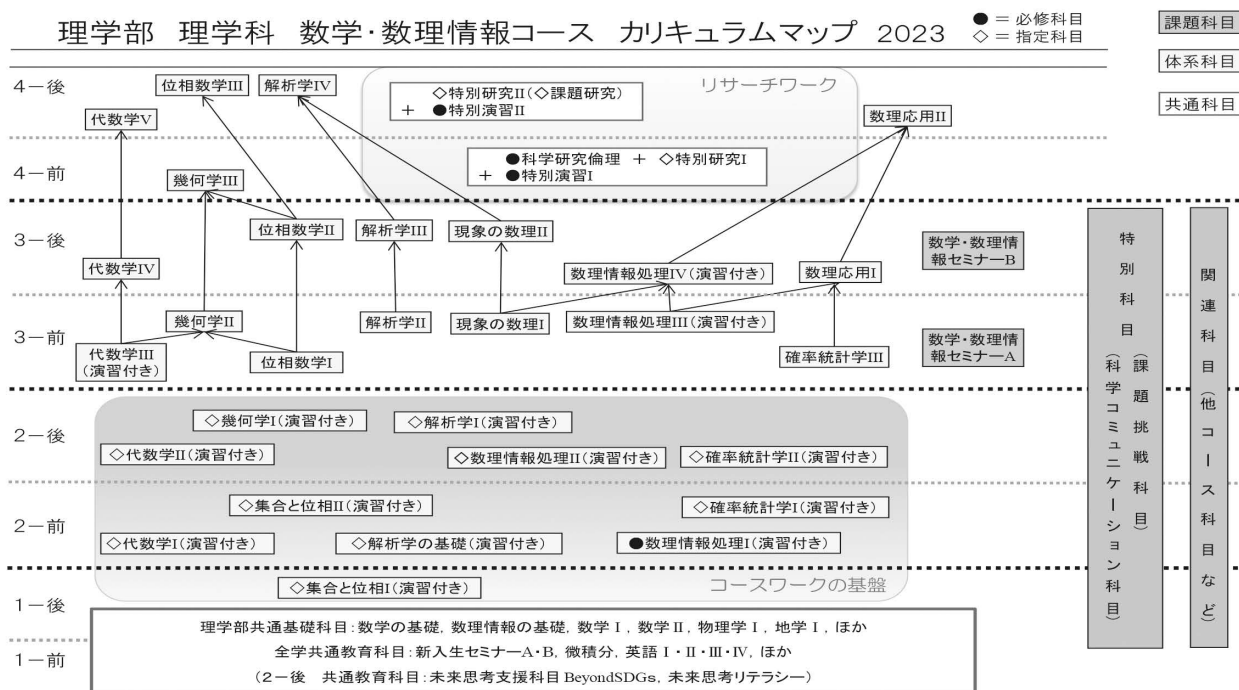 理学部 理学科 数学・数理情報コース カリキュラムマップ 2023
● = 必修科目
◇ = 指定科目
課題科目
体系科目
共通科目
4－後
位相数学III
解析学IV
代数学V
リサーチワーク
◇特別研究II(◇課題研究)
+ ●特別演習II
数理応用II
4－前
●科学研究倫理 + ◇特別研究I
+ ●特別演習I
幾何学III
3－後
位相数学II
解析学III
現象の数理II
代数学IV
数理情報処理IV(演習付き)
数理応用I
数学・数理情
報セミナーB
3－前
幾何学II
解析学II
現象の数理I
数理情報処理III(演習付き)
代数学III
(演習付き)
位相数学I
確率統計学III
数学・数理情
報セミナーA
2－後
◇幾何学I(演習付き)
◇解析学I(演習付き)
◇代数学II(演習付き)
◇数理情報処理II(演習付き)
◇確率統計学II(演習付き)
2－前
◇集合と位相II(演習付き)
◇確率統計学I(演習付き)
◇代数学I(演習付き)
◇解析学の基礎(演習付き)
●数理情報処理I(演習付き)
1－後
◇集合と位相I(演習付き)
コースワークの基盤
1－前
理学部共通基礎科目:数学の基礎, 数理情報の基礎, 数学 I , 数学 II , 物理学 I , 地学 I , ほか
全学共通教育科目:新入生セミナーA・B, 微積分, 英語 I ・ II ・ III ・ IV, ほか
(2－後 共通教育科目:未来思考支援科目 BeyondSDGs, 未来思考リテラシー)
特別科目
(課題挑戦科目)
(科学コミュニケーション科目)
関連科目(他コース科目など)